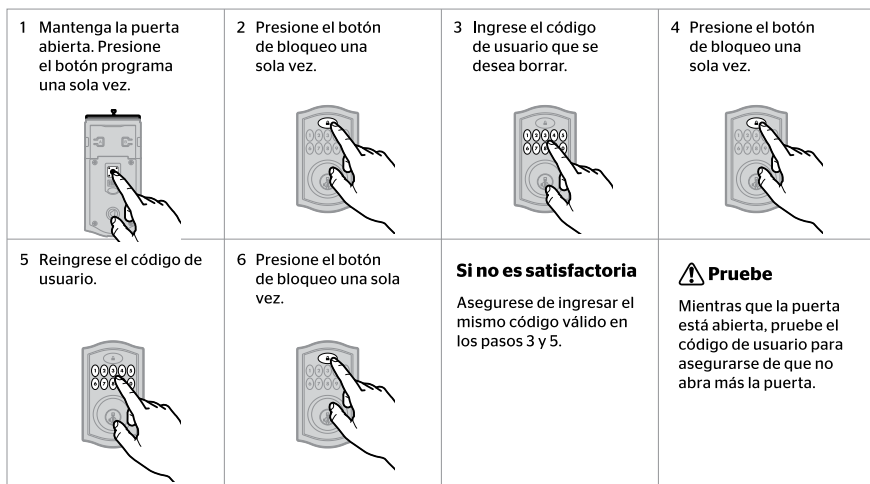 1 Mantenga la puerta
abierta. Presione
el botón programa
una sola vez.
2 Presione el botón
de bloqueo una
sola vez.
3 Ingrese el código
de usuario que se
desea borrar.
4 Presione el botón
de bloqueo una
sola vez.
5 Reingrese el código de
usuario.
6 Presione el botón
de bloqueo una sola
vez.
Si no es satisfactoria
Asegurese de ingresar el
mismo código válido en
los pasos 3 y 5.
Pruebe
Mientras que la puerta
está abierta, pruebe el
código de usuario para
asegurarse de que no
abra más la puerta.